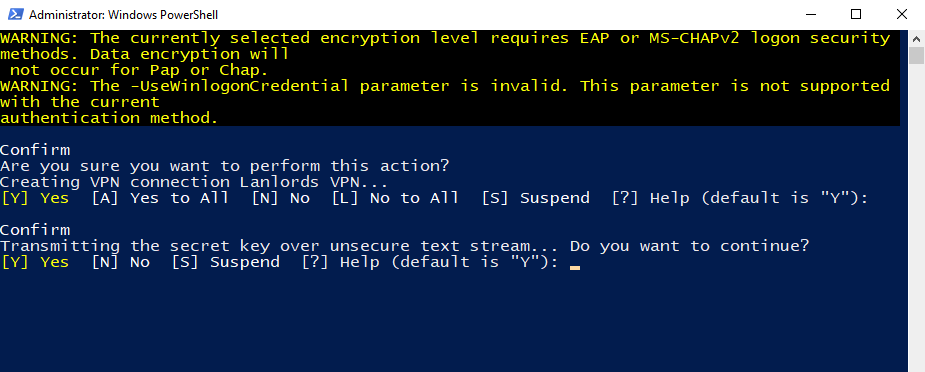 Administrator: Windows PowerShell
WARNING: The currently selected encryption level requires EAP or MS-CHAPv2 logon security
methods. Data encryption will
 not occur for Pap or Chap.
WARNING: The -UseWinlogonCredential parameter is invalid. This parameter is not supported
with the current
authentication method.
Confirm
Are you sure you want to perform this action?
Creating VPN connection Lanlords VPN...
[Y] Yes  [A] Yes to All  [N] No  [L] No to All  [S] Suspend  [?] Help (default is "Y"):
Confirm
Transmitting the secret key over unsecure text stream... Do you want to continue?
[Y] Yes  [N] No  [S] Suspend  [?] Help (default is "Y"):